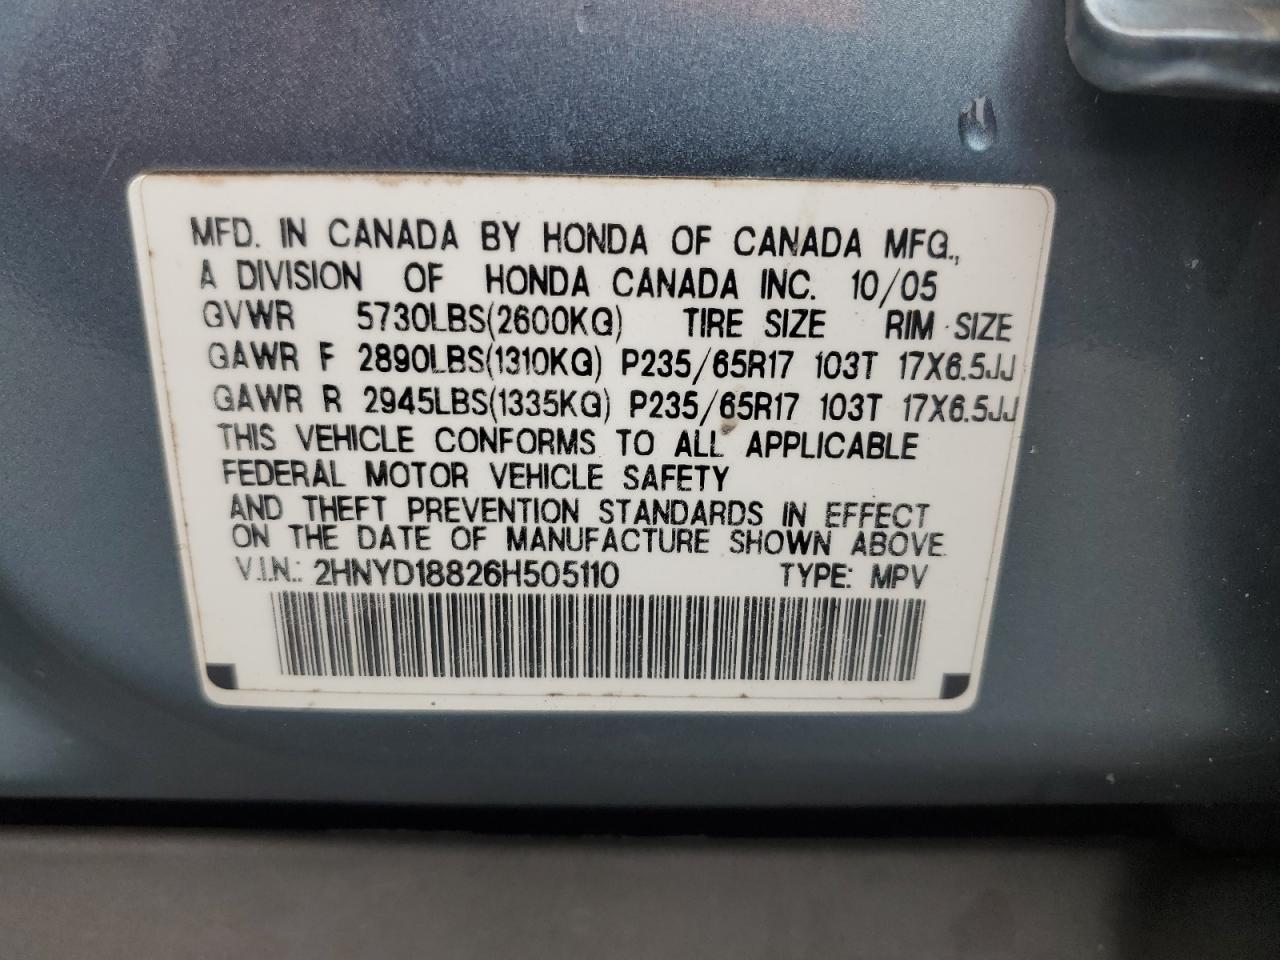 MFD. IN CANADA BY HONDA OF CANADA MFG.,
A DIVISION OF HONDA CANADA INC. 10/05
GVWR 5730LBS(2600KG) TIRE SIZE RIM SIZE
GAWR F 2890LBS(1310KG) P235/65R17 103T 17X6.5JJ
GAWR R 2945LBS(1335KG) P235/65R17 103T 17X6.5JJ
THIS VEHICLE CONFORMS TO ALL APPLICABLE
FEDERAL MOTOR VEHICLE SAFETY
AND THEFT PREVENTION STANDARDS IN EFFECT
ON THE DATE OF MANUFACTURE SHOWN ABOVE.
V.I.N.: 2HNYD18826H505110 TYPE: MPV